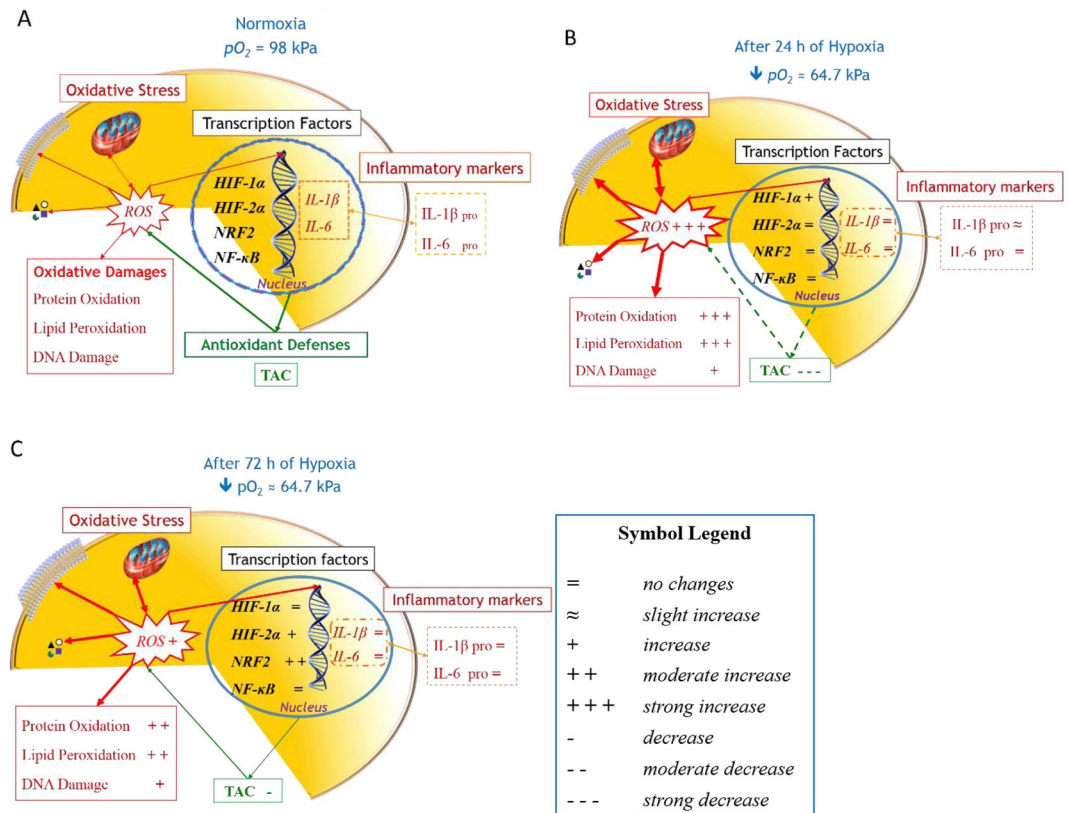 A
Normoxia
pO₂ = 98 kPa
Oxidative Stress
Transcription Factors
Inflammatory markers
HIF-1α
HIF-2α
NRF2
NF-κB
IL-1β
IL-6
IL-1β pro
IL-6 pro
ROS
Nucleus
Oxidative Damages
Protein Oxidation
Lipid Peroxidation
DNA Damage
Antioxidant Defenses
TAC
B
After 24 h of Hypoxia
🡇 pO₂ ≈ 64.7 kPa
Oxidative Stress
Transcription Factors
Inflammatory markers
HIF-1α +
HIF-2α =
NRF2 =
NF-κB =
IL-1β =
IL-6 =
IL-1β pro ≈
IL-6 pro =
ROS + + +
Nucleus
Protein Oxidation + + +
Lipid Peroxidation + + +
DNA Damage +
TAC - - -
C
After 72 h of Hypoxia
🡇 pO₂ ≈ 64.7 kPa
Oxidative Stress
Transcription factors
Inflammatory markers
HIF-1α =
HIF-2α +
NRF2 + +
NF-κB =
IL-1β =
IL-6 =
IL-1β pro =
IL-6 pro =
ROS +
Nucleus
Protein Oxidation + +
Lipid Peroxidation + +
DNA Damage +
TAC -
Symbol Legend
= no changes
≈ slight increase
+ increase
+ + moderate increase
+ + + strong increase
- decrease
- - moderate decrease
- - - strong decrease